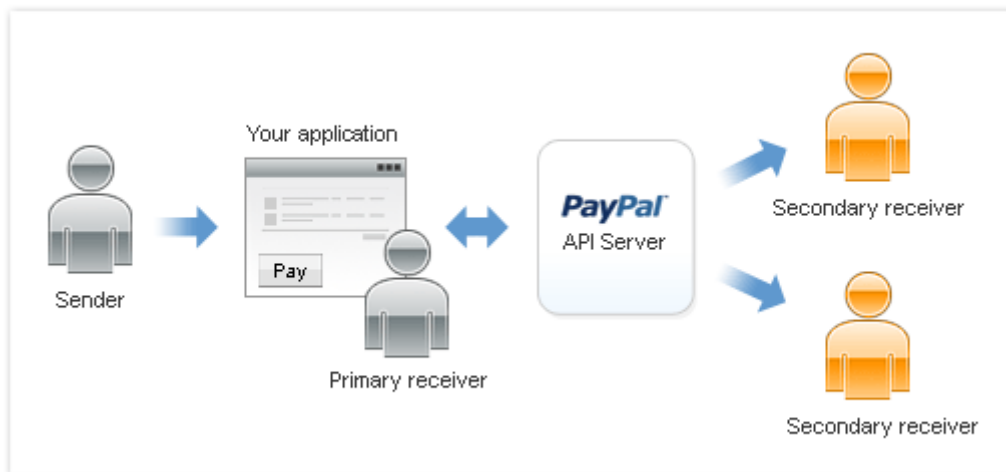 Your application
Pay
Sender
Primary receiver
PayPal
API Server
Secondary receiver
Secondary receiver